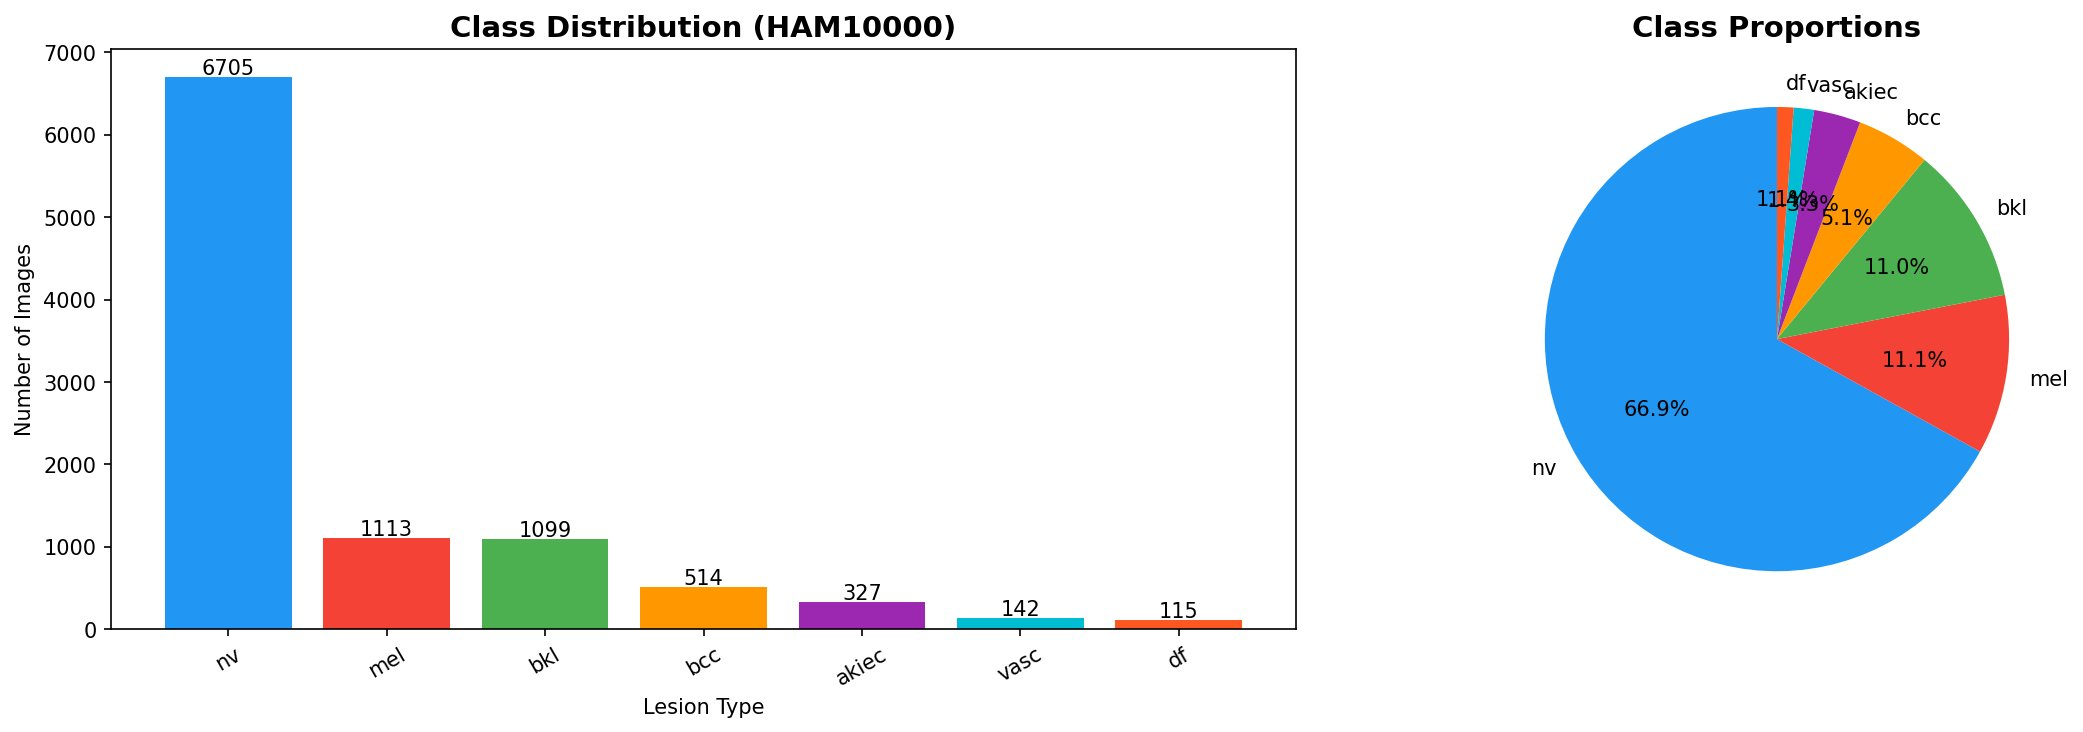 Class Distribution (HAM10000)
7000
6000
5000
4000
3000
2000
1000
0
Number of Images
6705
1113
1099
514
327
142
115
nv
mel
bkl
bcc
akiec
vasc
df
Lesion Type
Class Proportions
df
vasc
akiec
bcc
bkl
mel
nv
1.1%
5.1%
11.0%
11.1%
66.9%